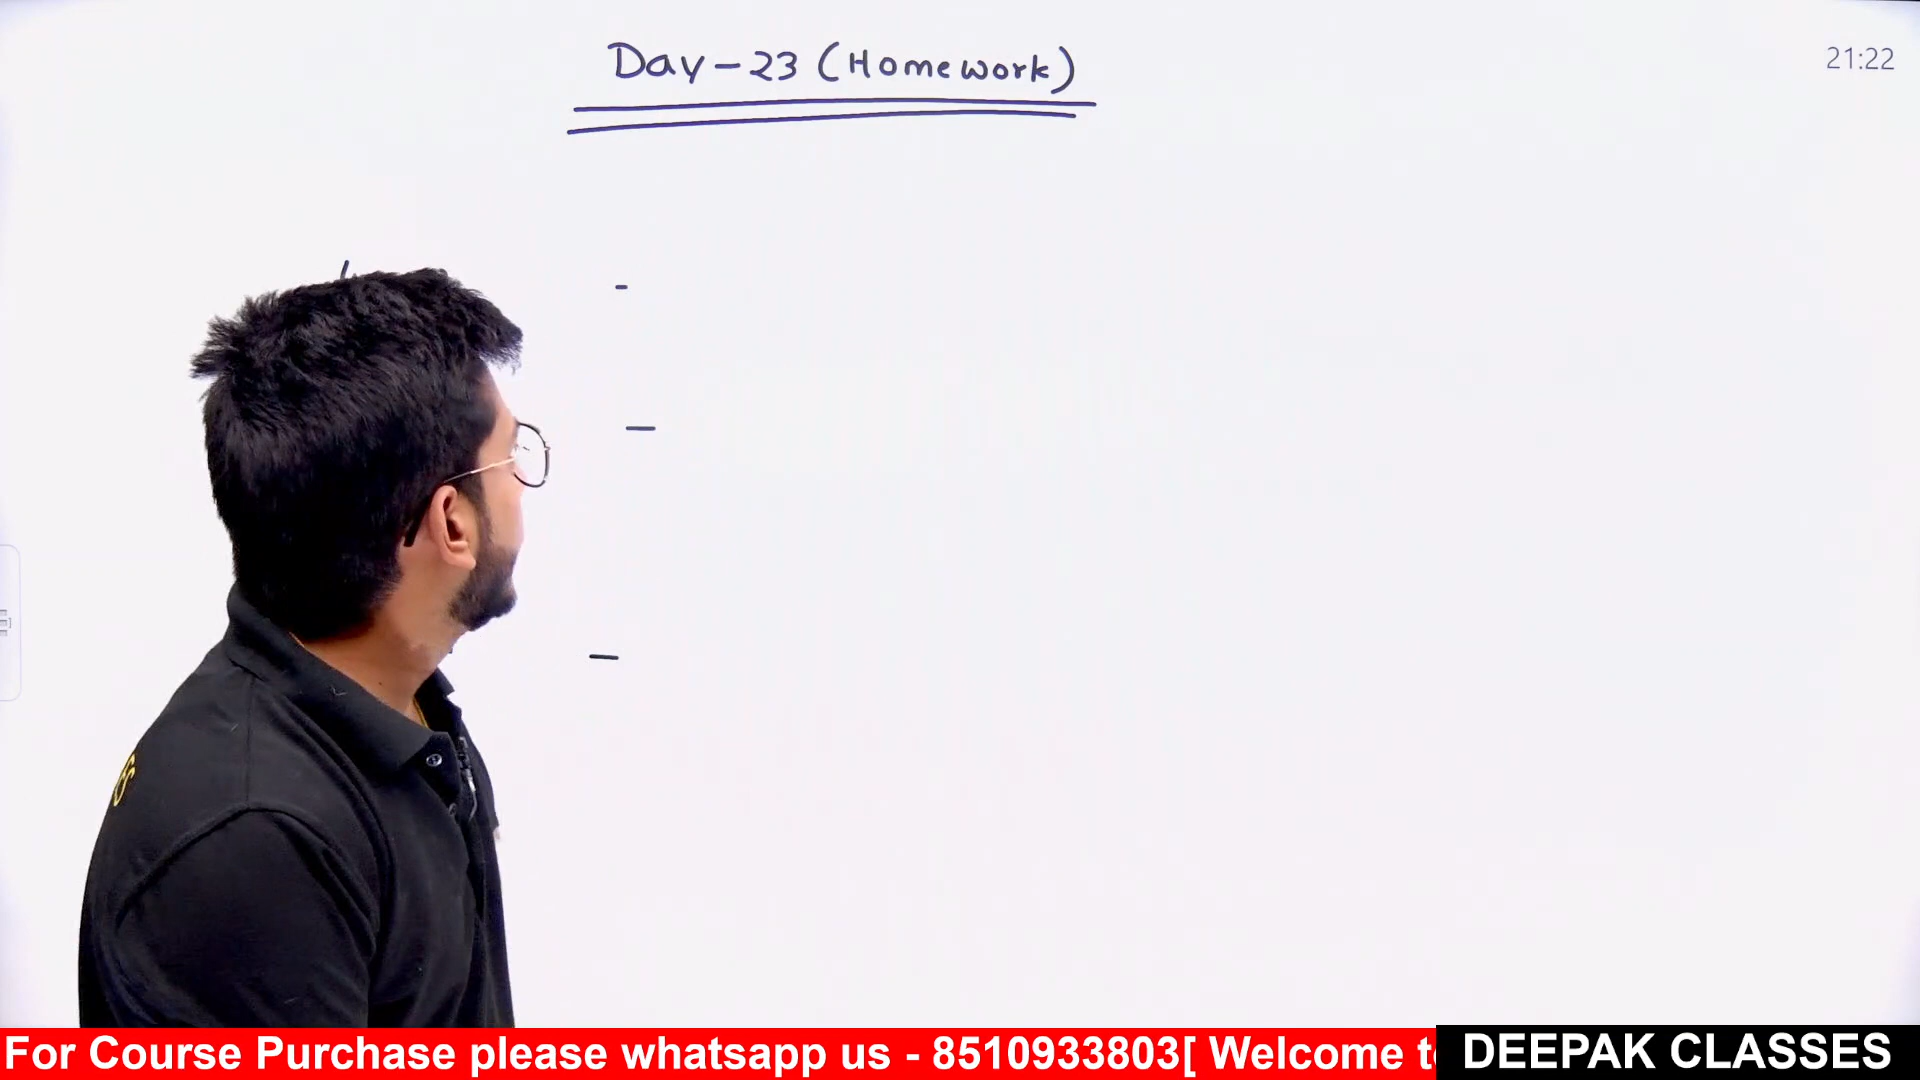 Day-23 (Homework)
21:22
-
-
-
For Course Purchase please whatsapp us - 8510933803[ Welcome
DEEPAK CLASSES